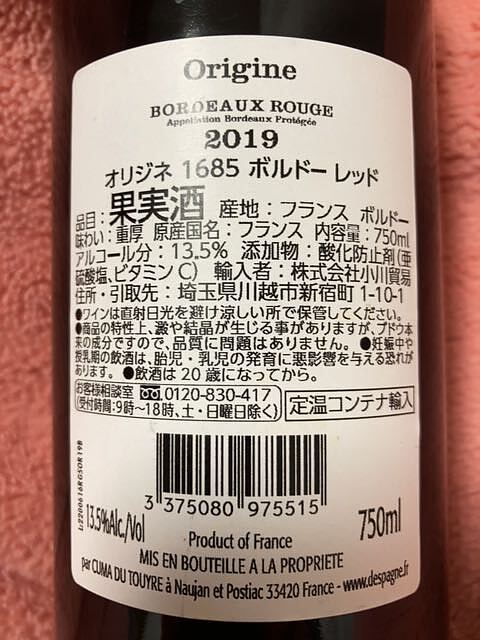 Origine
BORDEAUX ROUGE
Appellation Bordeaux Protégée
2019
オリジネ 1685 ボルドー レッド
品目：果実酒 産地：フランス ボルドー
味わい：重厚 原産国名：フランス 内容量：750ml
アルコール分：13.5% 添加物：酸化防止剤(亜
硫酸塩、ビタミンC) 輸入者：株式会社小川貿易
住所・引取先：埼玉県川越市新宿町 1-10-1
●ワインは直射日光を避け涼しい所で保管してください。
●商品の特性上、澱や結晶が生じる事がありますが、ブドウ本
来の成分ですので、品質に問題はありません。●妊娠中や
授乳期の飲酒は、胎児・乳児の発育に悪影響を与える恐れが
あります。●飲酒は20歳になってから。
お客様相談室 0120-830-417
(受付時間:9時〜18時、土・日曜日除く)
定温コンテナ輸入
3 375080 975515
L:2200616RGSOR19B
13.5%Alc./Vol
750ml
Product of France
MIS EN BOUTEILLE A LA PROPRIETE
par CUMA DU TOUYRE à Naujan et Postiac 33420 France - www.despagne.fr